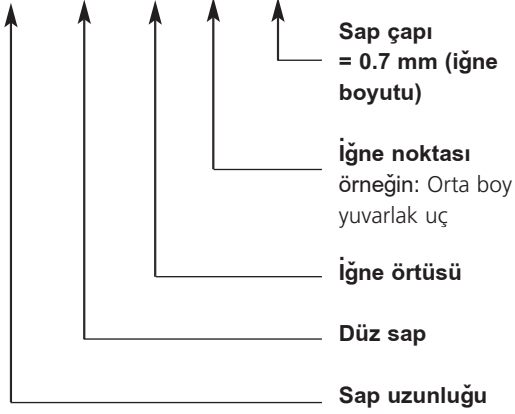 Sap çapı
= 0.7 mm (iğne
boyutu)
İğne noktası
örneğin: Orta boy
yuvarlak uç
İğne örtüsü
Düz sap
Sap uzunluğu